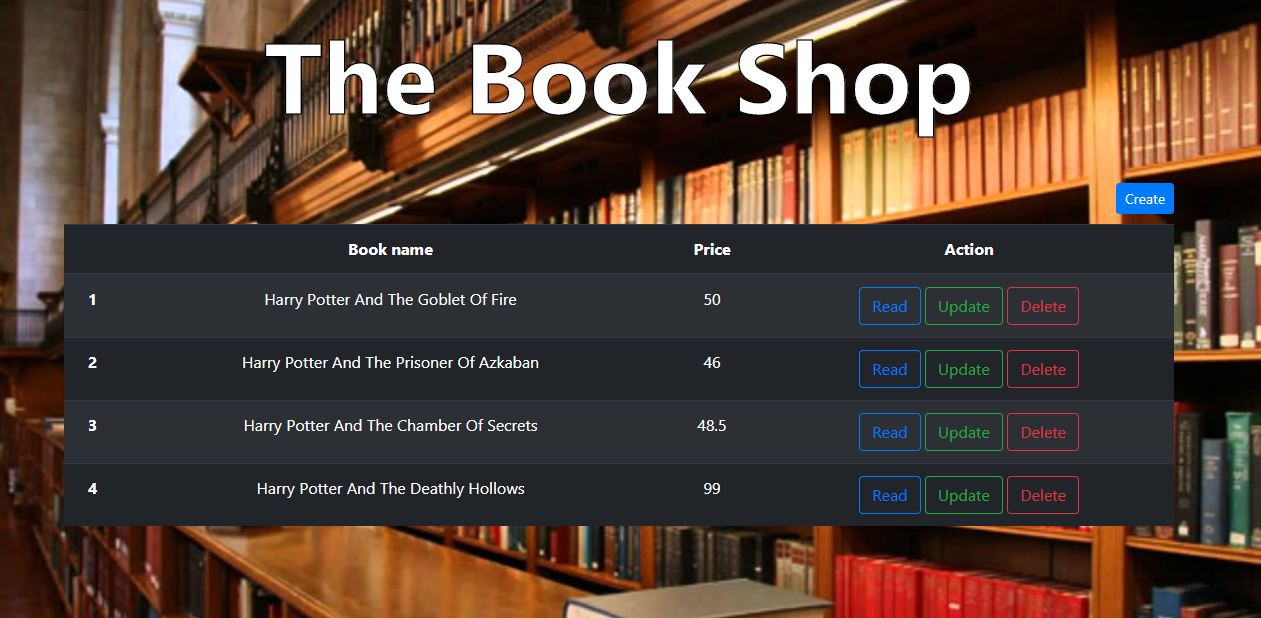 The Book Shop
Create
Book name Price Action
1 Harry Potter And The Goblet Of Fire 50 Read Update Delete
2 Harry Potter And The Prisoner Of Azkaban 46 Read Update Delete
3 Harry Potter And The Chamber Of Secrets 48.5 Read Update Delete
4 Harry Potter And The Deathly Hollows 99 Read Update Delete